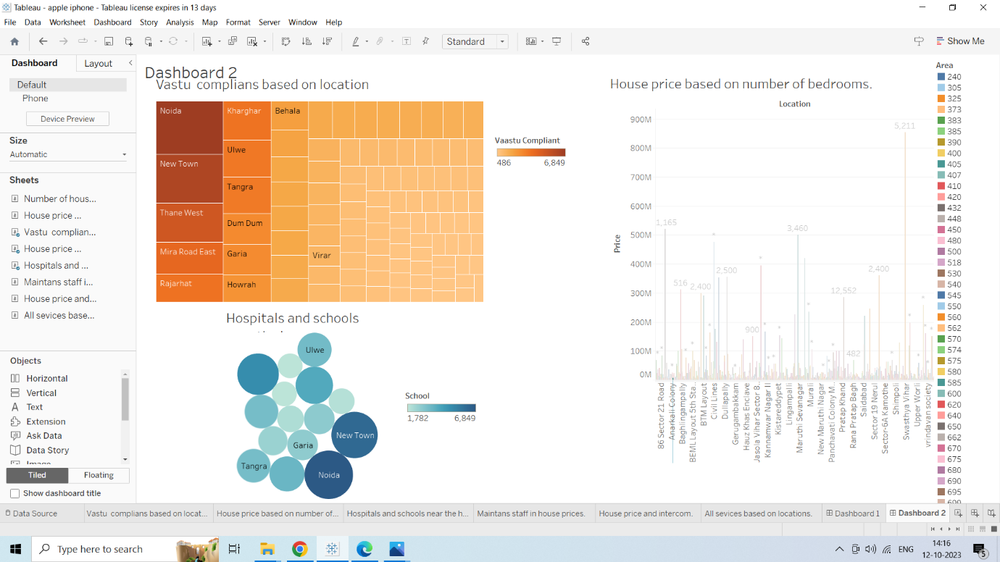 Tableau - apple iphone - Tableau license expires in 13 days
File Data Worksheet Dashboard Story Analysis Map Format Server Window Help
Standard
Show Me
Dashboard
Layout
Default
Phone
Device Preview
Size
Automatic
Sheets
Number of hous...
House price ...
Vastu complian...
House price ...
Hospitals and ...
Maintans staff i...
House price and...
All sevices base...
Objects
Horizontal
Vertical
Text
Extension
Ask Data
Data Story
Image
Tiled
Floating
Show dashboard title
Dashboard 2
Vastu complians based on location
Noida
New Town
Thane West
Mira Road East
Rajarhat
Kharghar
Ulwe
Tangra
Dum Dum
Garia
Howrah
Behala
Virar
Vaastu Compliant
486 6,849
Hospitals and schools
Ulwe
New Town
Garia
Tangra
Noida
School
1,782 6,849
House price based on number of bedrooms.
Location
Price
900M
800M
700M
600M
500M
400M
300M
200M
100M
0M
5,211
1,165
3,460
2,500
2,400
516
2,400
12,552
900
482
86 Sector 21 Road
Anarkali Colony
Baghlingampally
BEML Layout 5th Sta..
BTM Layout
Civil Lines
Dullapally
Gerugambakkam
Hauz Khas Enclave
Jasola Vihar Sector 8..
Kannamwar Nagar II
Kistareddypet
Lingampalli
Maruthi Sevanagar
Murali
New Maruthi Nagar
Panchavati Colony M..
Pratap Khand
Rana Pratap Bagh
Saidabad
Sector 19 Nerul
Sector-6A Kamothe
Shimpoli
Swasthya Vihar
Upper Worli
vrindavan society
Area
240
305
325
373
383
385
390
400
405
407
410
420
432
448
450
480
500
518
530
540
545
550
560
562
570
574
575
580
585
600
620
640
650
662
670
675
680
690
695
699
Data Source
Vastu complians based on locat...
House price based on number of...
Hospitals and schools near the h...
Maintans staff in house prices.
House price and intercom.
All sevices based on locations.
Dashboard 1
Dashboard 2
Type here to search
ENG
14:16
12-10-2023
5